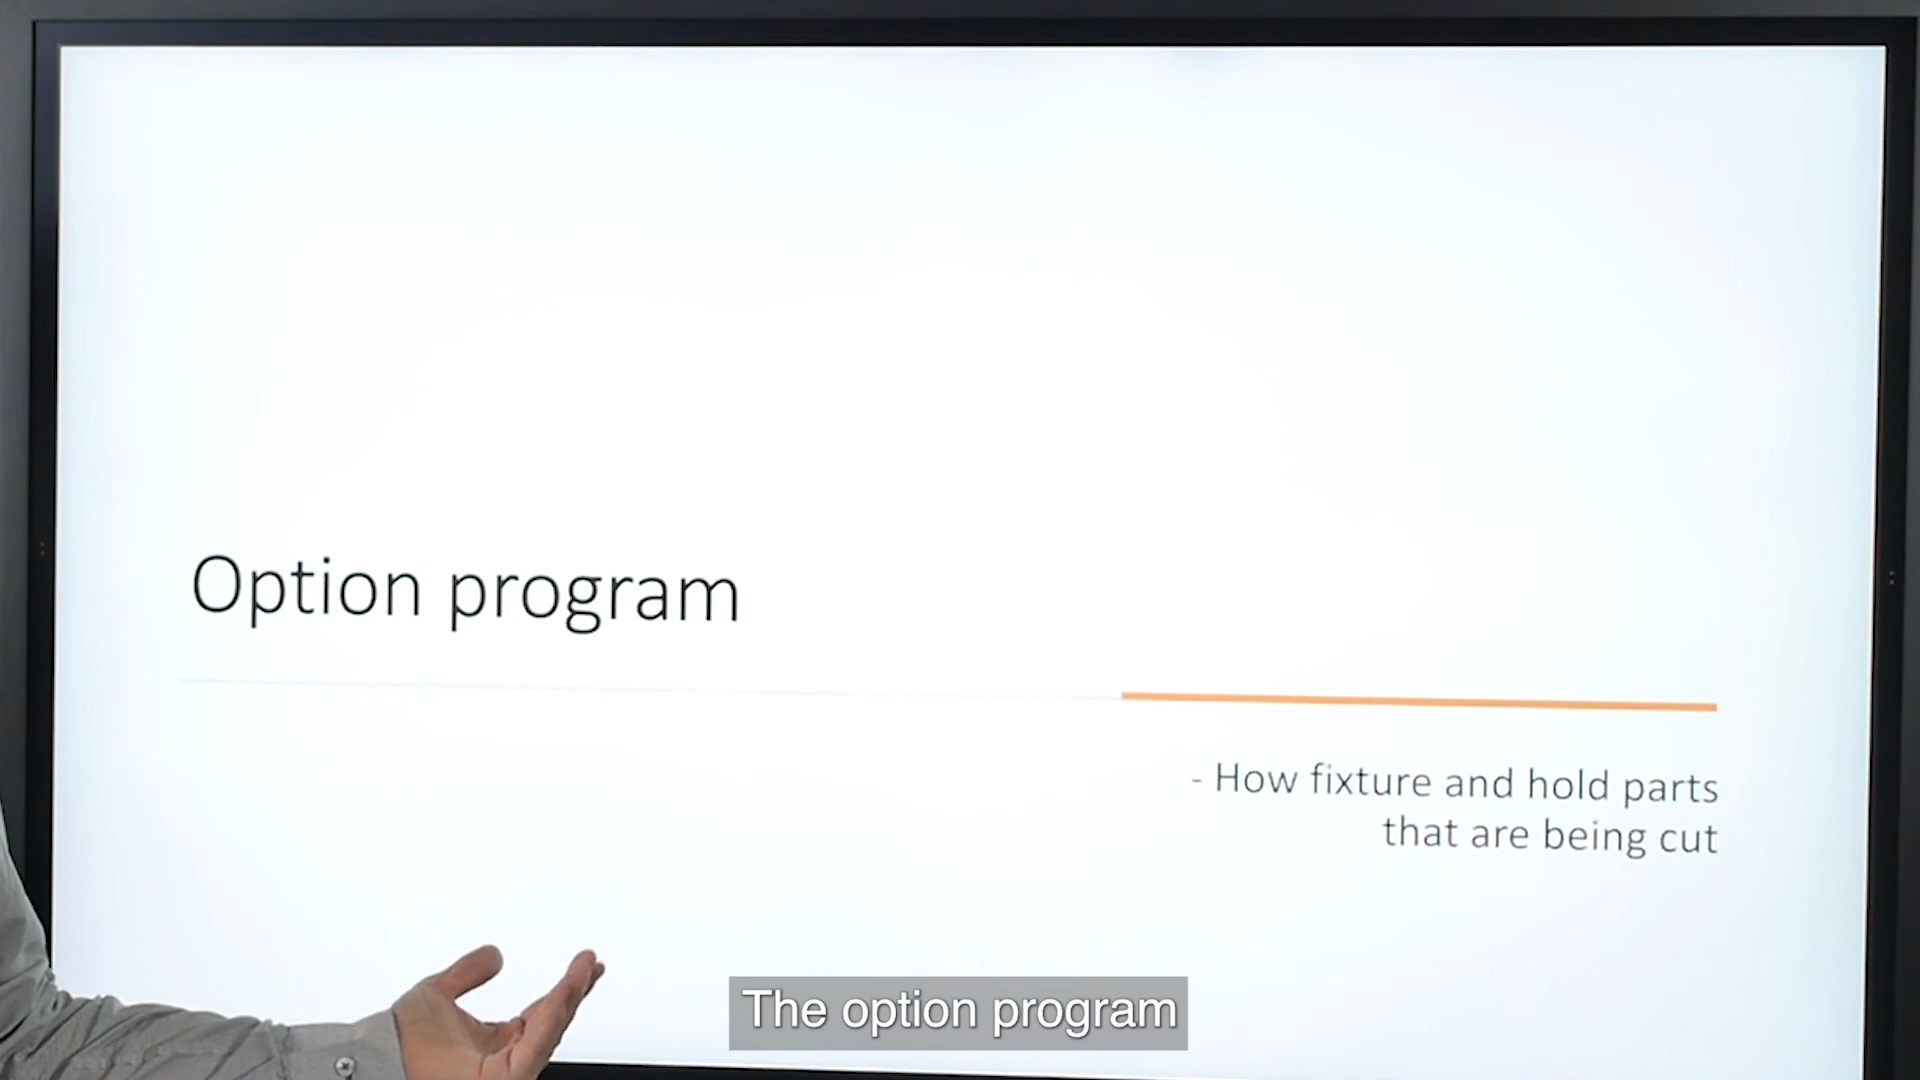 Option program
- How fixture and hold parts
that are being cut
The option program